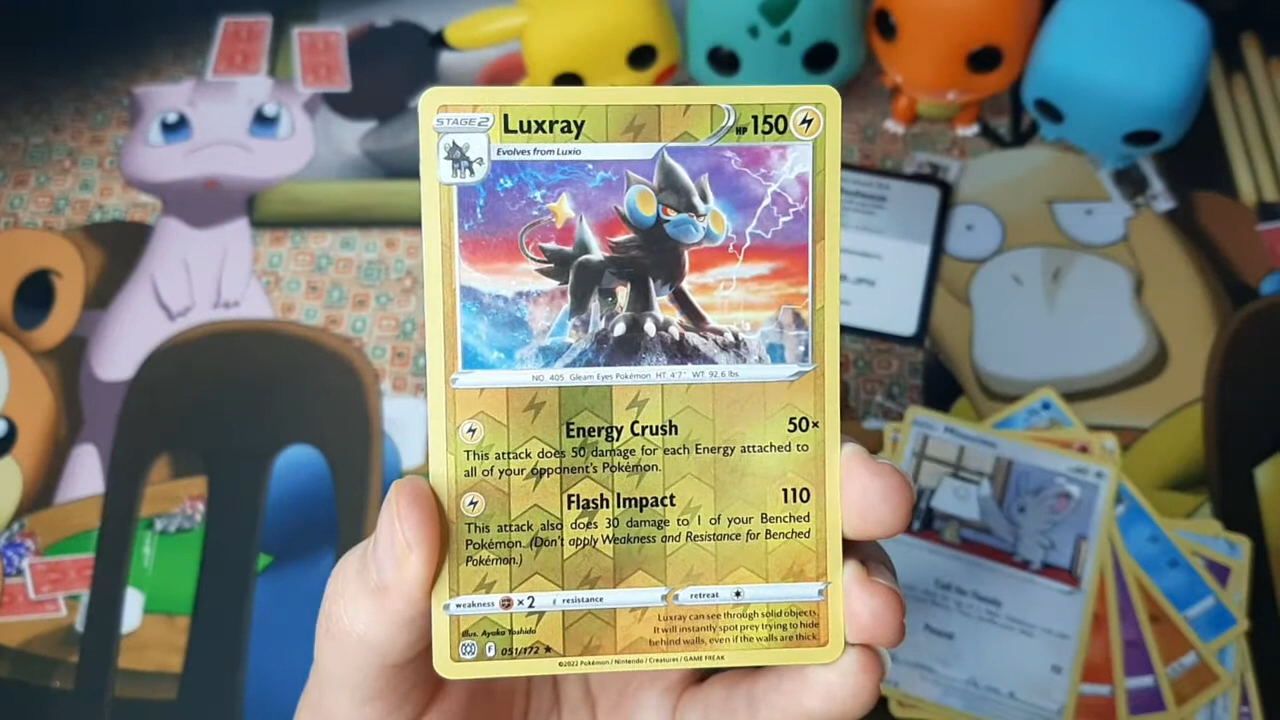 STAGE 2
Luxray
HP 150
Evolves from Luxio
NO. 405 Gleam Eyes Pokémon HT. 4'7" WT. 92.6 lbs.
Energy Crush 50×
This attack does 50 damage for each Energy attached to
all of your opponent's Pokémon.
Flash Impact 110
This attack also does 30 damage to 1 of your Benched
Pokémon. (Don't apply Weakness and Resistance for Benched
Pokémon.)
weakness ×2 resistance retreat
Luxray can see through solid objects.
It will instantly spot prey trying to hide
behind walls, even if the walls are thick.
Illus. Ayaka Yoshida
F 051/172 ★
©2022 Pokémon / Nintendo / Creatures / GAME FREAK
Call for Family
Pound